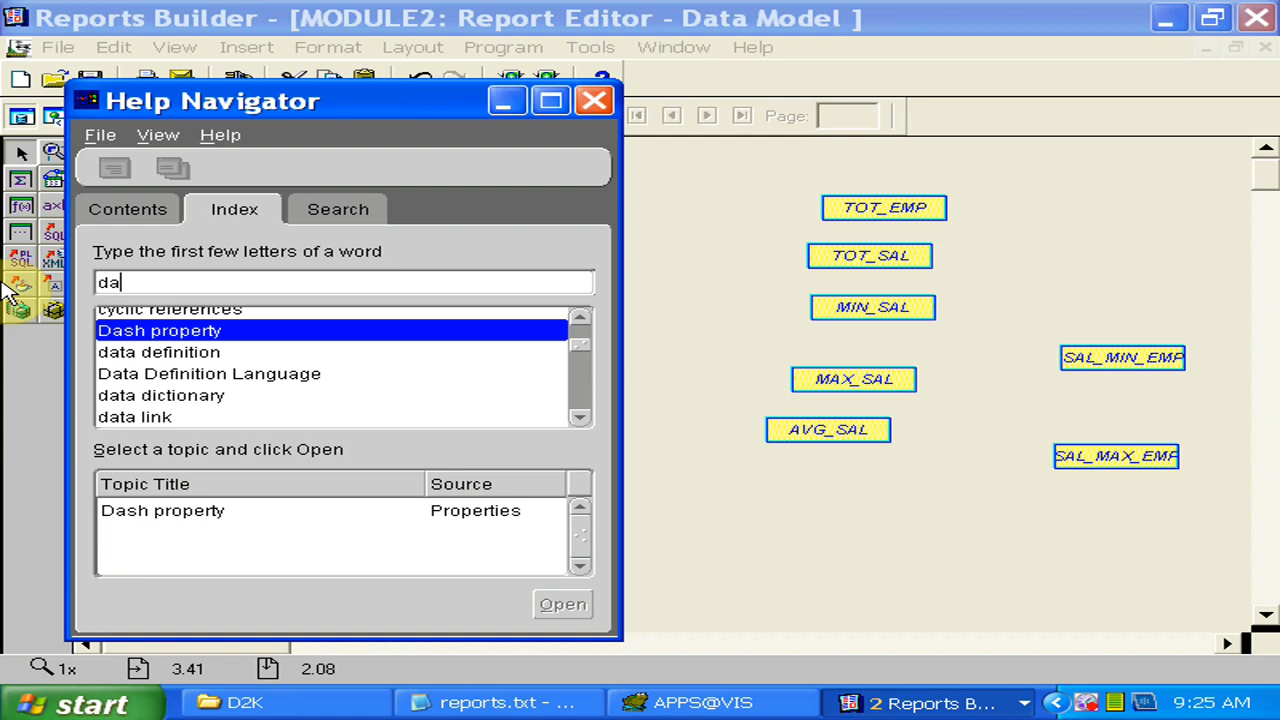 Reports Builder - [MODULE2: Report Editor - Data Model ]
File Edit View Insert Format Layout Program Tools Window Help
Page:
Help Navigator
File View Help
Contents Index Search
Type the first few letters of a word
da
cyclic references
Dash property
data definition
Data Definition Language
data dictionary
data link
Select a topic and click Open
Topic Title Source
Dash property Properties
Open
TOT_EMP
TOT_SAL
MIN_SAL
SAL_MIN_EMP
MAX_SAL
AVG_SAL
SAL_MAX_EMP
1x 3.41 2.08
start D2K reports.txt - ... APPS@VIS 2 Reports B... 9:25 AM